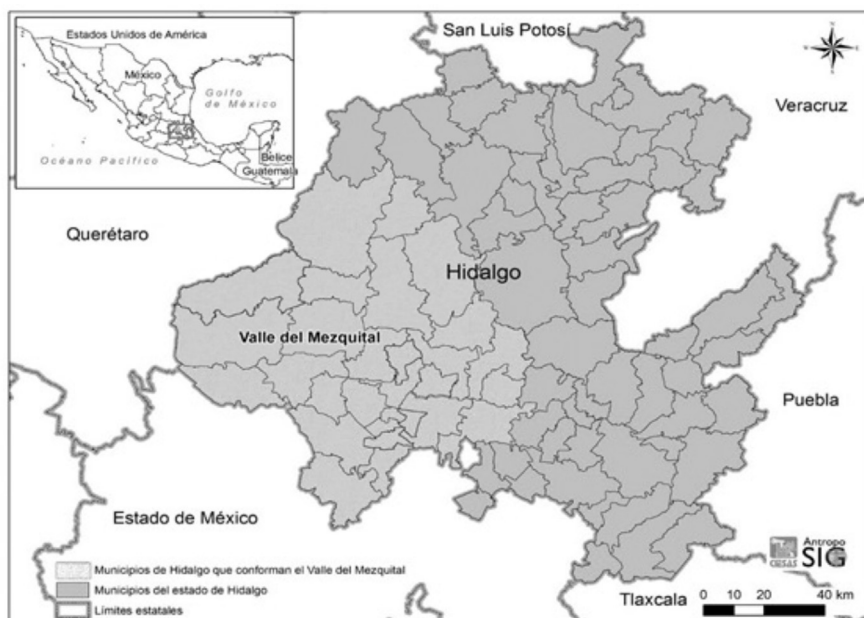 San Luis Potosí
Estados Unidos de América
México
Golfo
de México
Océano Pacífico
Belice
Guatemala
Veracruz
Querétaro
Hidalgo
Valle del Mezquital
Puebla
Estado de México
Municipios de Hidalgo que conforman el Valle del Mezquital
Municipios del estado de Hidalgo
Límites estatales
CIESAS
Antropo
SIG
Tlaxcala
0 10 20 40 km